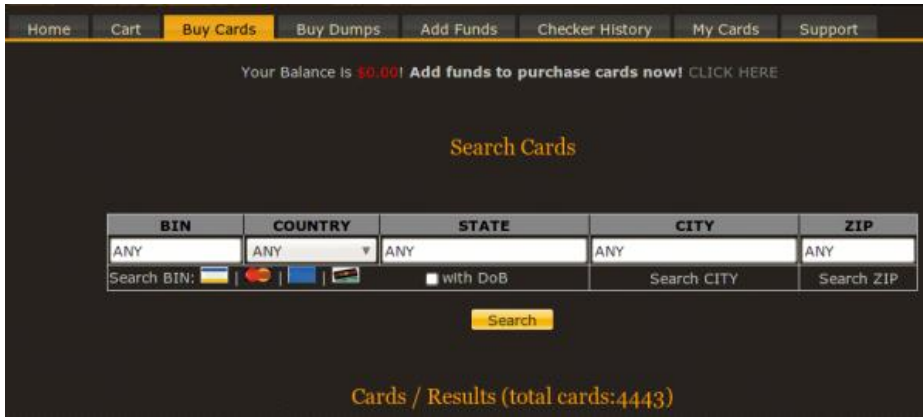 Home Cart Buy Cards Buy Dumps Add Funds Checker History My Cards Support
Your Balance is $0.00! Add funds to purchase cards now! CLICK HERE
Search Cards
BIN COUNTRY STATE CITY ZIP
ANY ANY ANY ANY ANY
Search BIN: | | | with DoB Search CITY Search ZIP
Search
Cards / Results (total cards:4443)